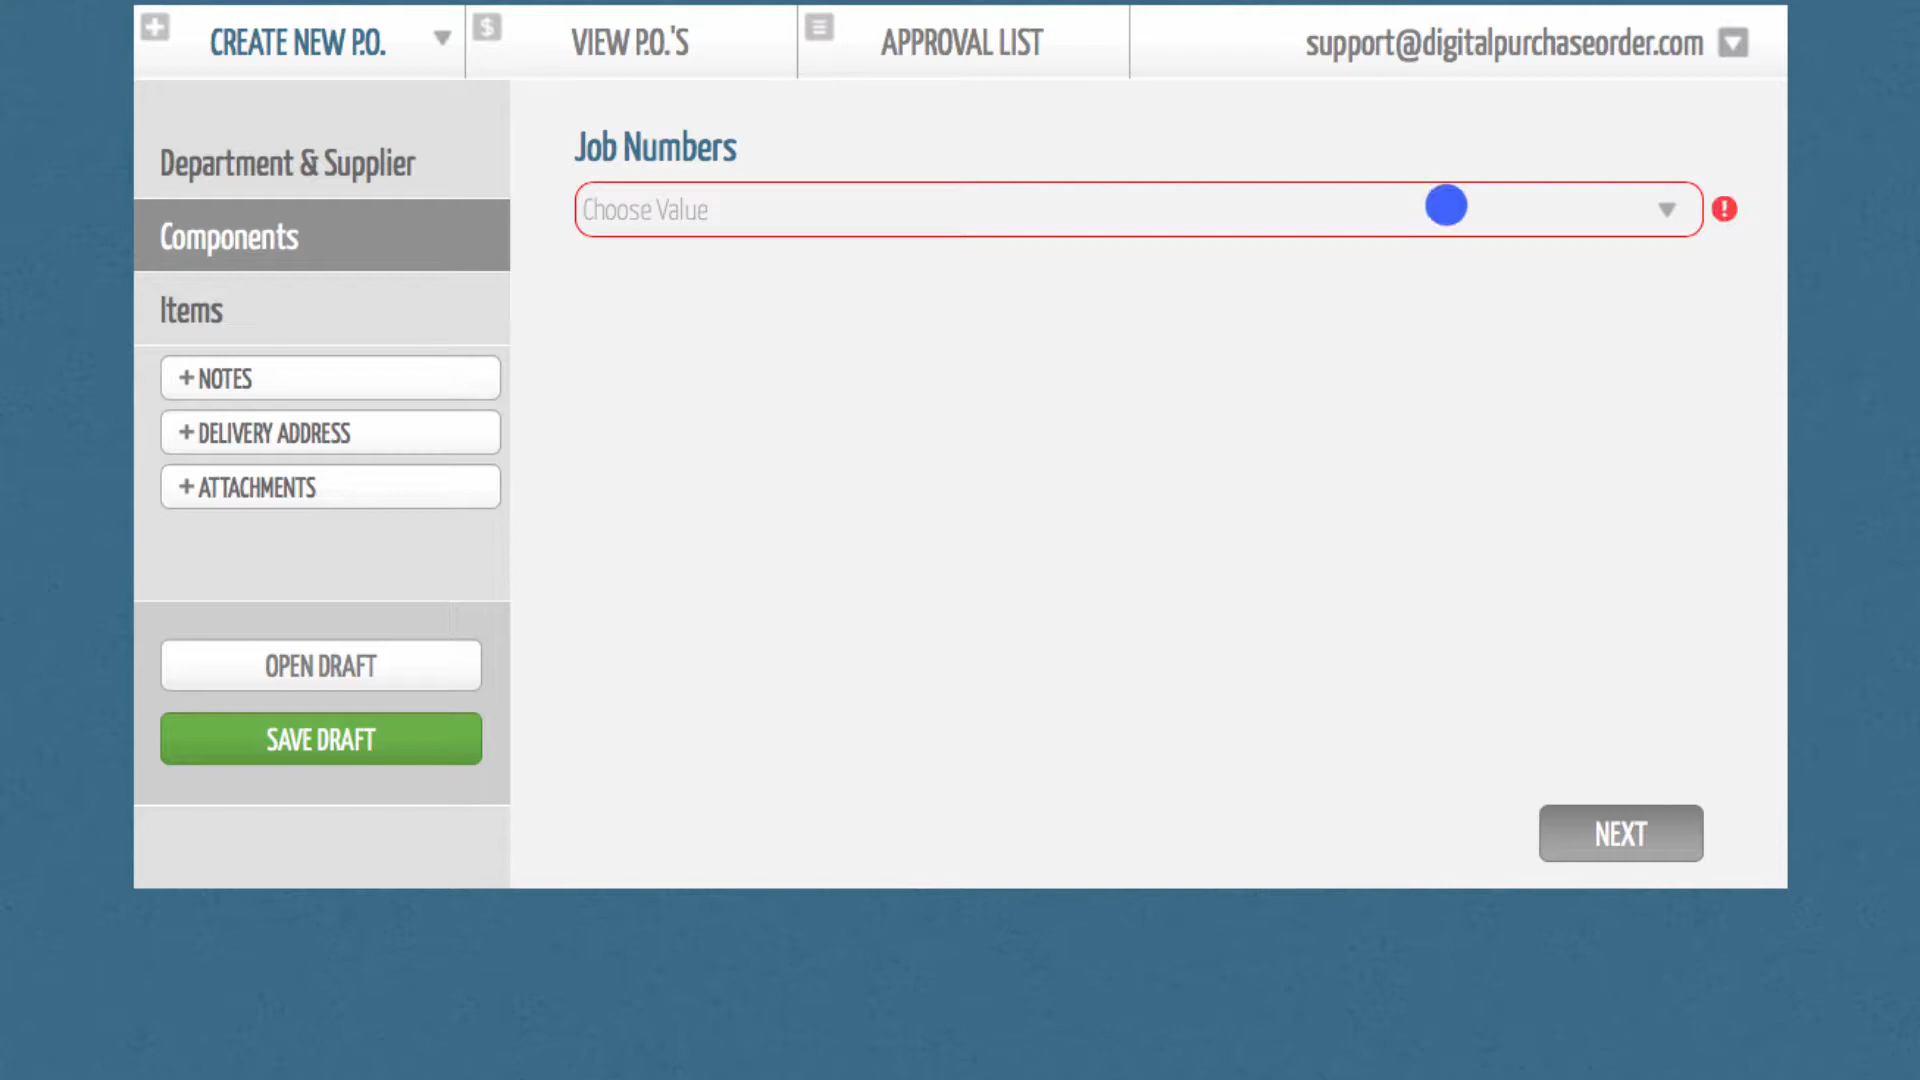 CREATE NEW P.O.
VIEW P.O.'S
APPROVAL LIST
support@digitalpurchaseorder.com
Department & Supplier
Components
Items
+ NOTES
+ DELIVERY ADDRESS
+ ATTACHMENTS
OPEN DRAFT
SAVE DRAFT
Job Numbers
Choose Value
NEXT